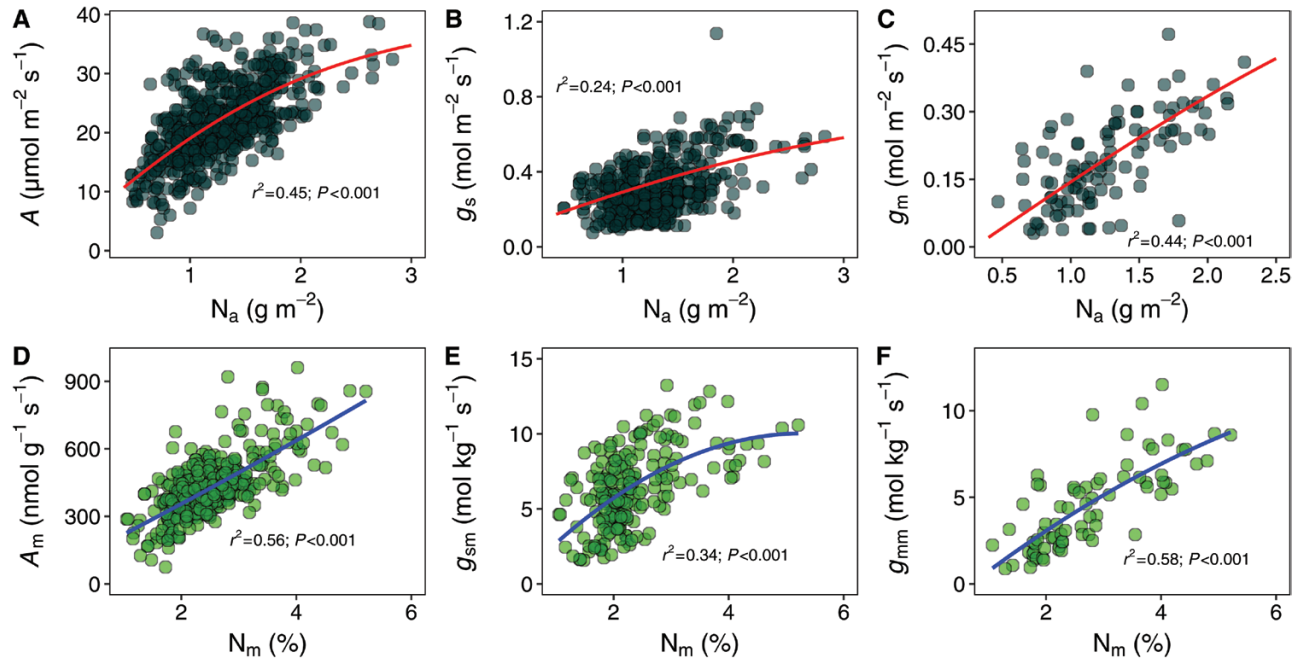 A
40
30
20
10
0
A (μmol m⁻² s⁻¹)
r²=0.45; P<0.001
1 2 3
Nₐ (g m⁻²)
B
1.2
0.8
0.4
0.0
gₛ (mol m⁻² s⁻¹)
r²=0.24; P<0.001
1 2 3
Nₐ (g m⁻²)
C
0.45
0.30
0.15
0.00
gₘ (mol m⁻² s⁻¹)
r²=0.44; P<0.001
0.5 1.0 1.5 2.0 2.5
Nₐ (g m⁻²)
D
900
600
300
0
Aₘ (nmol g⁻¹ s⁻¹)
r²=0.56; P<0.001
2 4 6
Nₘ (%)
E
15
10
5
0
gₛₘ (mol kg⁻¹ s⁻¹)
r²=0.34; P<0.001
2 4 6
Nₘ (%)
F
10
5
0
gₘₘ (mol kg⁻¹ s⁻¹)
r²=0.58; P<0.001
2 4 6
Nₘ (%)